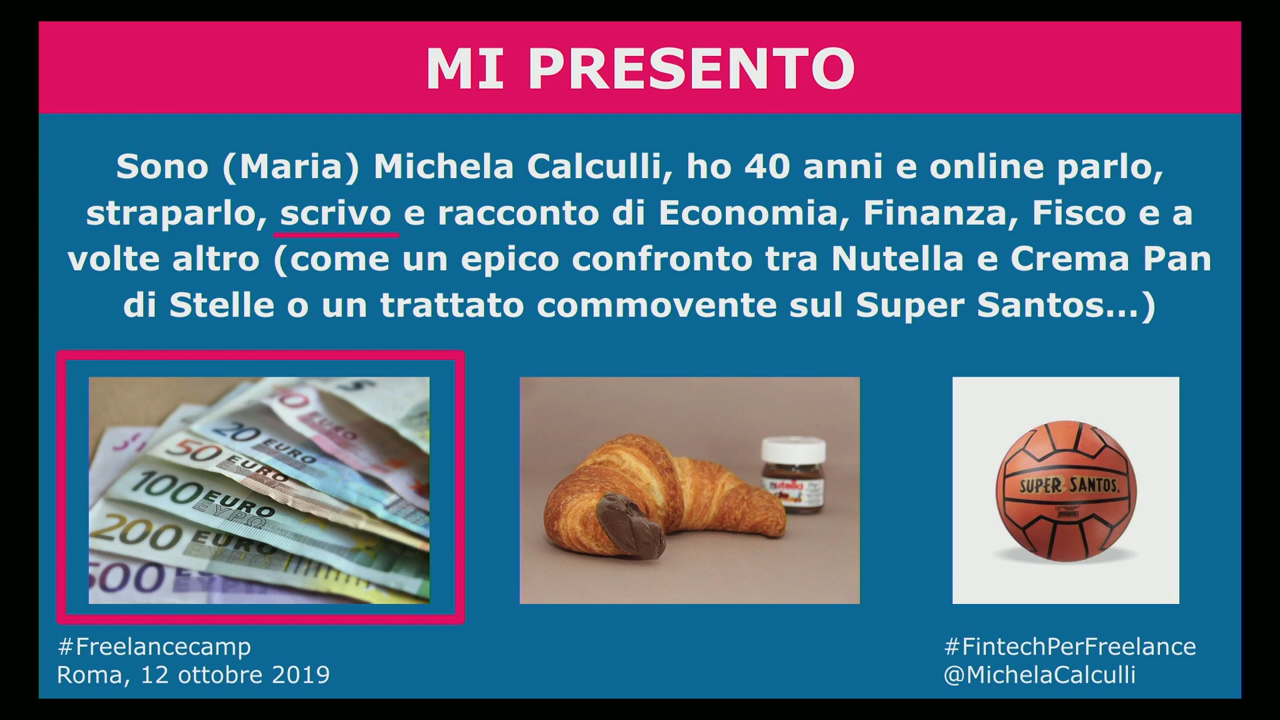 MI PRESENTO
Sono (Maria) Michela Calculli, ho 40 anni e online parlo,
straparlo, scrivo e racconto di Economia, Finanza, Fisco e a
volte altro (come un epico confronto tra Nutella e Crema Pan
di Stelle o un trattato commovente sul Super Santos...)
10 EURO
20 EURO
50 EURO
100 EURO
ΕΥΡΩ
200 EURO
500
nutella
SUPER SANTOS.
#Freelancecamp
Roma, 12 ottobre 2019
#FintechPerFreelance
@MichelaCalculli